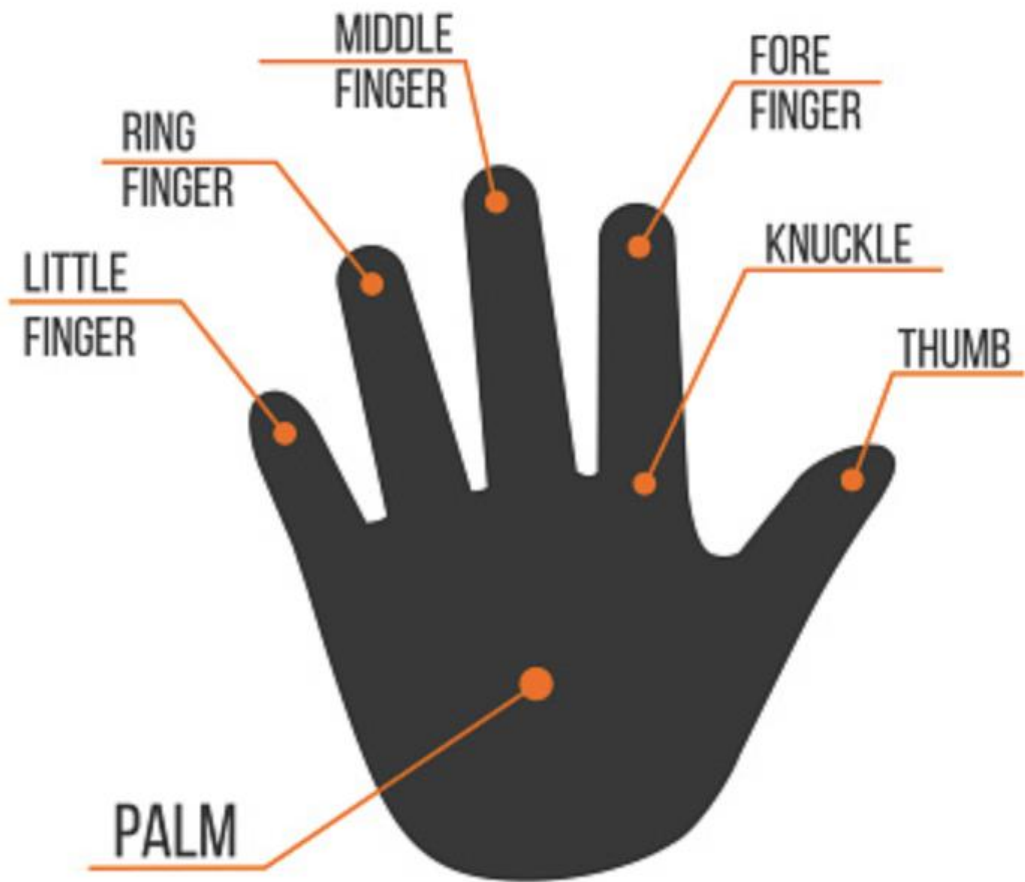 MIDDLE
FINGER
FORE
FINGER
RING
FINGER
KNUCKLE
LITTLE
FINGER
THUMB
PALM